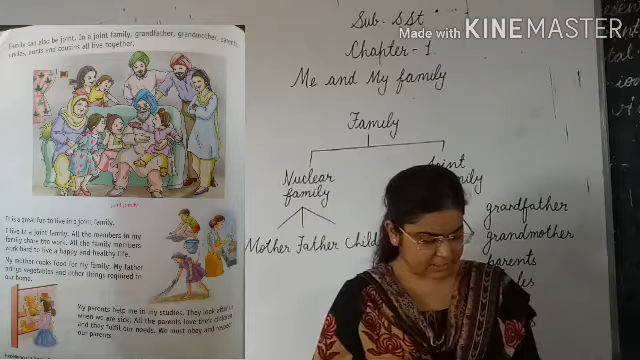 Family can also be joint. In a joint family, grandfather, grandmother, parents,
uncles, aunts and cousins all live together.
Joint family
It is a great fun to live in a joint family.
I live in a joint family. All the members in my
family share the work. All the family members
work hard to live a happy and healthy life.
My mother cooks food for my family. My father
brings vegetables and other things required in
our home.
My parents help me in my studies. They look after
when we are sick. All the parents love their children
and they fulfil our needs. We must obey and respect
our parents.
Sub- SSt
Made with KINEMASTER
Chapter-1
Me and My family
Family
Nuclear
family
Joint
family
Mother Father Child
grandfather
grandmother
parents